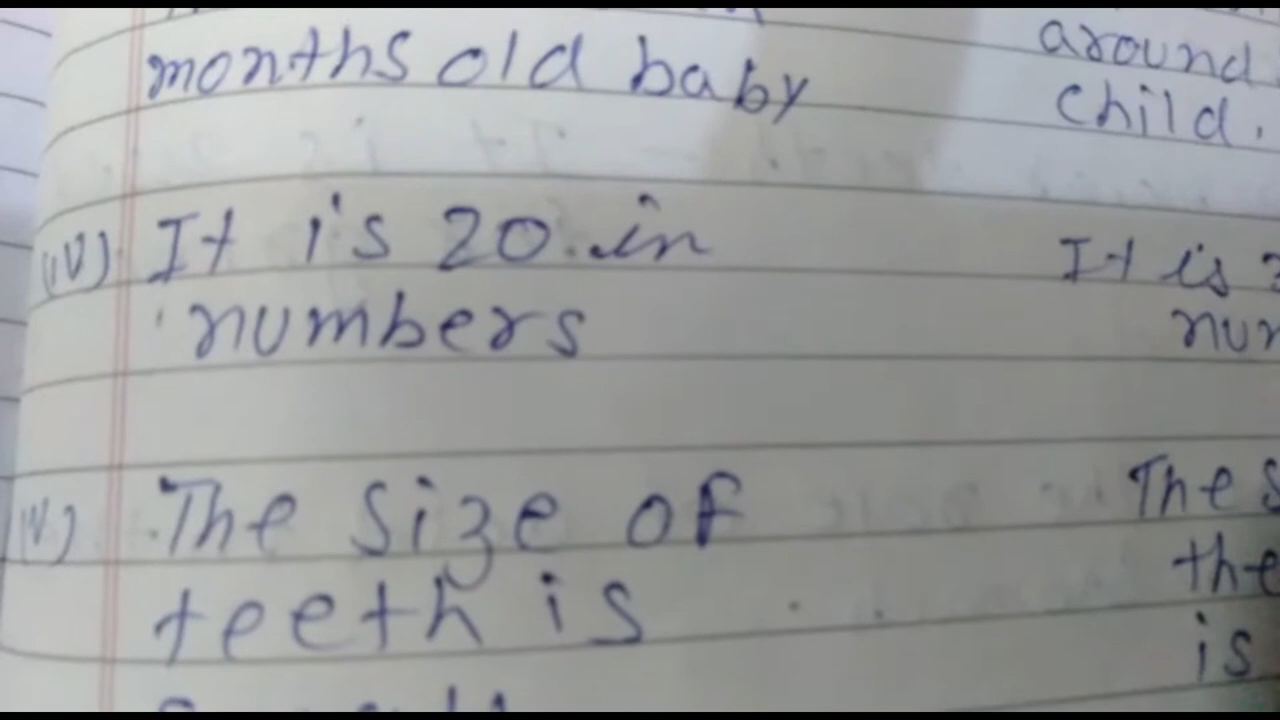 months old baby
(iv) It is 20 in
numbers
(v) The size of
teeth is
around
child.
It is
The
the
is